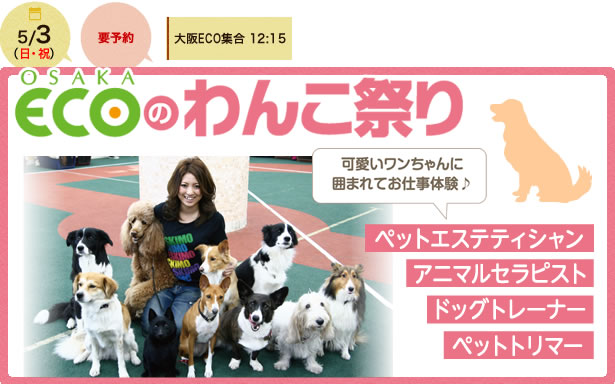 5/3
(日・祝)
要予約
大阪ECO集合 12:15
OSAKA
ECOのわんこ祭り
可愛いワンちゃんに
囲まれてお仕事体験♪
ペットエステティシャン
アニマルセラピスト
ドッグトレーナー
ペットトリマー